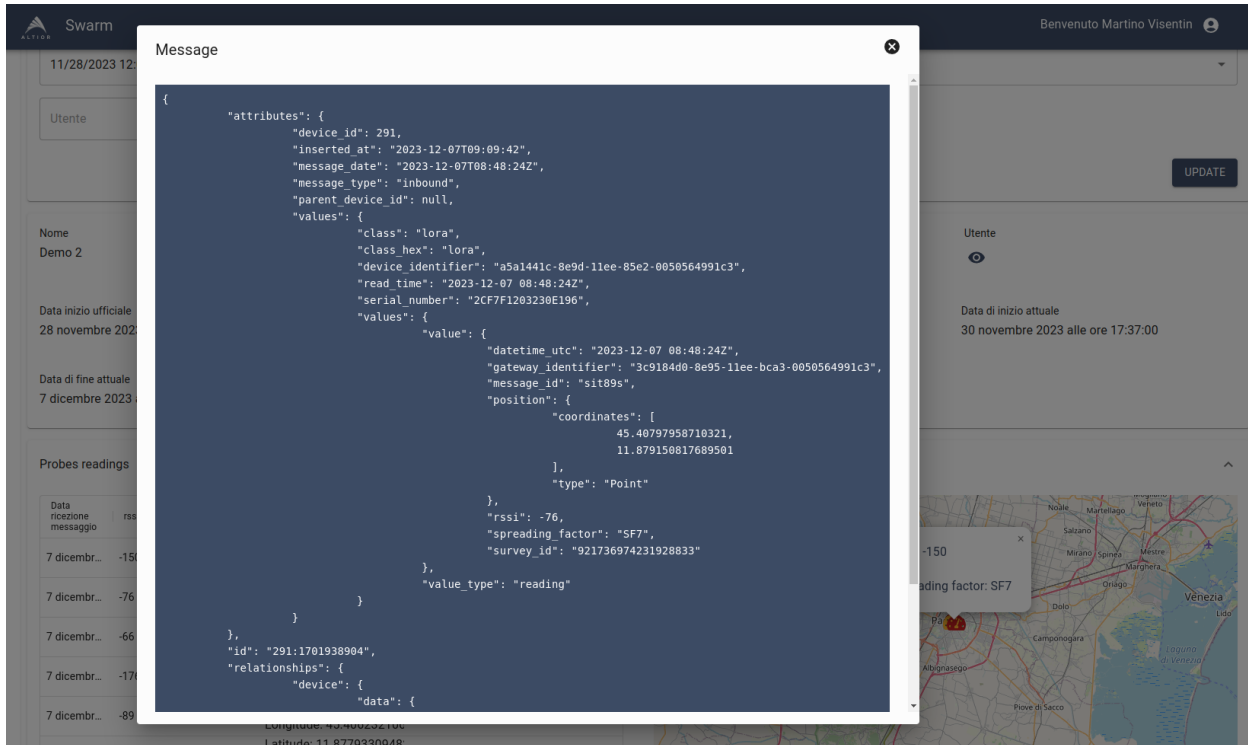 ALTIOR
Swarm
Benvenuto Martino Visentin
11/28/2023 12:
Utente
UPDATE
Nome
Demo 2
Utente
Data inizio ufficiale
28 novembre 202
Data di inizio attuale
30 novembre 2023 alle ore 17:37:00
Data di fine attuale
7 dicembre 2023
Message
{
"attributes": {
"device_id": 291,
"inserted_at": "2023-12-07T09:09:42",
"message_date": "2023-12-07T08:48:24Z",
"message_type": "inbound",
"parent_device_id": null,
"values": {
"class": "lora",
"class_hex": "lora",
"device_identifier": "a5a1441c-8e9d-11ee-85e2-0050564991c3",
"read_time": "2023-12-07 08:48:24Z",
"serial_number": "2CF7F1203230E196",
"values": {
"value": {
"datetime_utc": "2023-12-07 08:48:24Z",
"gateway_identifier": "3c9184d0-8e95-11ee-bca3-0050564991c3",
"message_id": "sit89s",
"position": {
"coordinates": [
45.40797958710321,
11.879150817689501
],
"type": "Point"
},
"rssi": -76,
"spreading_factor": "SF7",
"survey_id": "921736974231928833"
},
"value_type": "reading"
}
}
},
"id": "291:1701938904",
"relationships": {
"device": {
"data": {
Probes readings
Data
ricezione rss
messaggio
7 dicembr... -150
7 dicembr... -76
7 dicembr... -66
7 dicembr... -176
7 dicembr... -89
Latitude: 11.8779330948
-150
ading factor: SF7
Noale
Martellago
Veneto
Salzano
Mirano
Spinea
Mestre
Marghera
Oriago
Venezia
Lido
Dolo
Pa
Camponogara
Laguna
di Venezia
Albignasego
Piove di Sacco